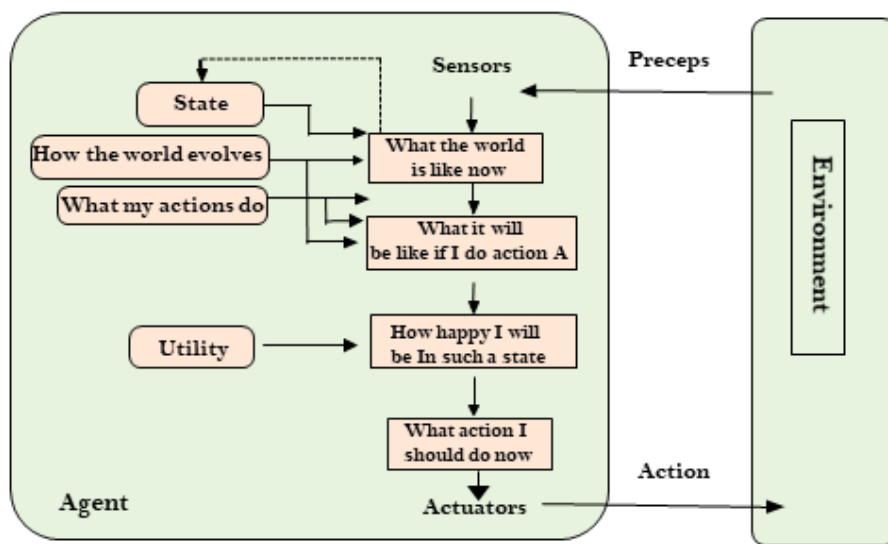 Sensors
Preceps
State
What the world
is like now
How the world evolves
What my actions do
What it will
be like if I do action A
Environment
How happy I will
be In such a state
Utility
What action I
should do now
Action
Agent
Actuators